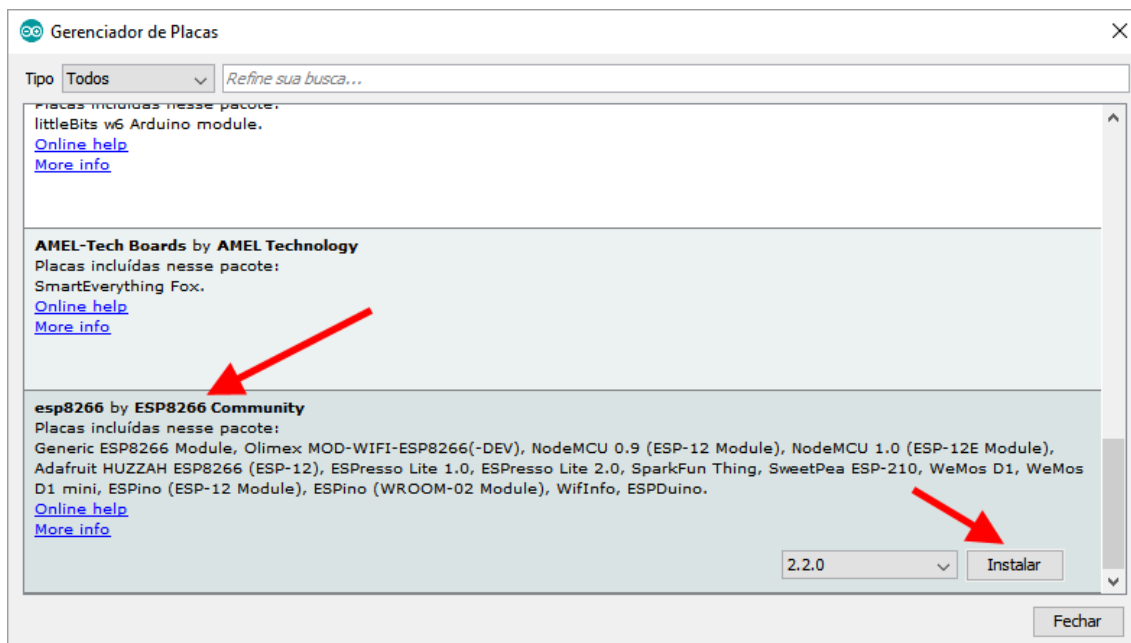 Gerenciador de Placas
Tipo Todos Refine sua busca...
Placas incluídas nesse pacote:
littleBits w6 Arduino module.
Online help
More info
AMEL-Tech Boards by AMEL Technology
Placas incluídas nesse pacote:
SmartEverything Fox.
Online help
More info
esp8266 by ESP8266 Community
Placas incluídas nesse pacote:
Generic ESP8266 Module, Olimex MOD-WIFI-ESP8266(-DEV), NodeMCU 0.9 (ESP-12 Module), NodeMCU 1.0 (ESP-12E Module),
Adafruit HUZZAH ESP8266 (ESP-12), ESPresso Lite 1.0, ESPresso Lite 2.0, SparkFun Thing, SweetPea ESP-210, WeMos D1, WeMos
D1 mini, ESPino (ESP-12 Module), ESPino (WROOM-02 Module), WifInfo, ESPDuino.
Online help
More info
2.2.0 Instalar
Fechar